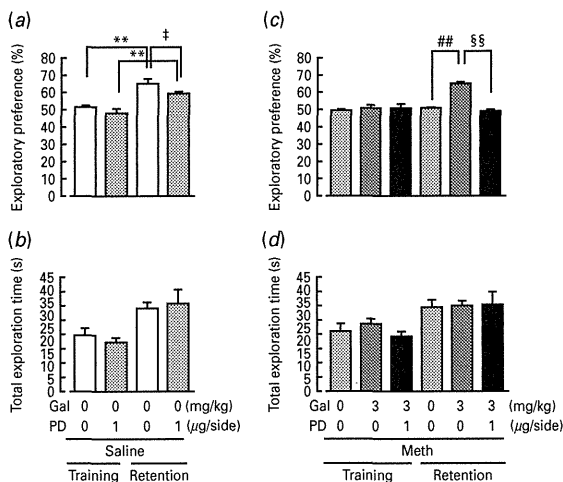 (a)
Exploratory preference (%)
80
70
60
50
40
30
20
10
0
**
**
‡
(c)
Exploratory preference (%)
80
70
60
50
40
30
20
10
0
##
§§
(b)
Total exploration time (s)
45
40
35
30
25
20
15
10
5
0
Gal 0 0 0 0 (mg/kg)
PD 0 1 0 1 (μg/side)
Saline
Training Retention
(d)
Total exploration time (s)
45
40
35
30
25
20
15
10
5
0
0 3 3 0 3 3 (mg/kg)
0 0 1 0 0 1 (μg/side)
Meth
Training Retention